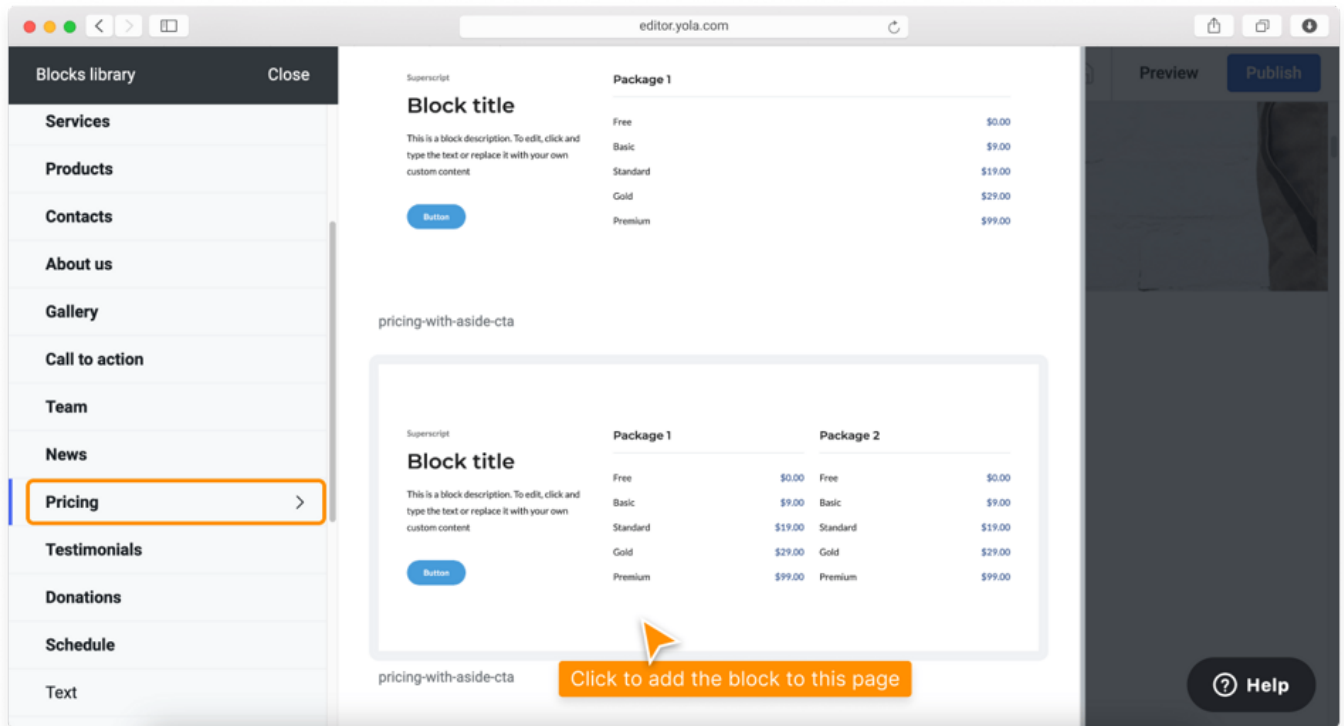 editor.yola.com
Blocks library
Close
Services
Products
Contacts
About us
Gallery
Call to action
Team
News
Pricing
Testimonials
Donations
Schedule
Text
Preview
Publish
Superscript
Block title
This is a block description. To edit, click and
type the text or replace it with your own
custom content
Button
Package 1
Free $0.00
Basic $9.00
Standard $19.00
Gold $29.00
Premium $99.00
pricing-with-aside-cta
Superscript
Block title
This is a block description. To edit, click and
type the text or replace it with your own
custom content
Button
Package 1
Free $0.00
Basic $9.00
Standard $19.00
Gold $29.00
Premium $99.00
Package 2
Free $0.00
Basic $9.00
Standard $19.00
Gold $29.00
Premium $99.00
pricing-with-aside-cta
Click to add the block to this page
? Help